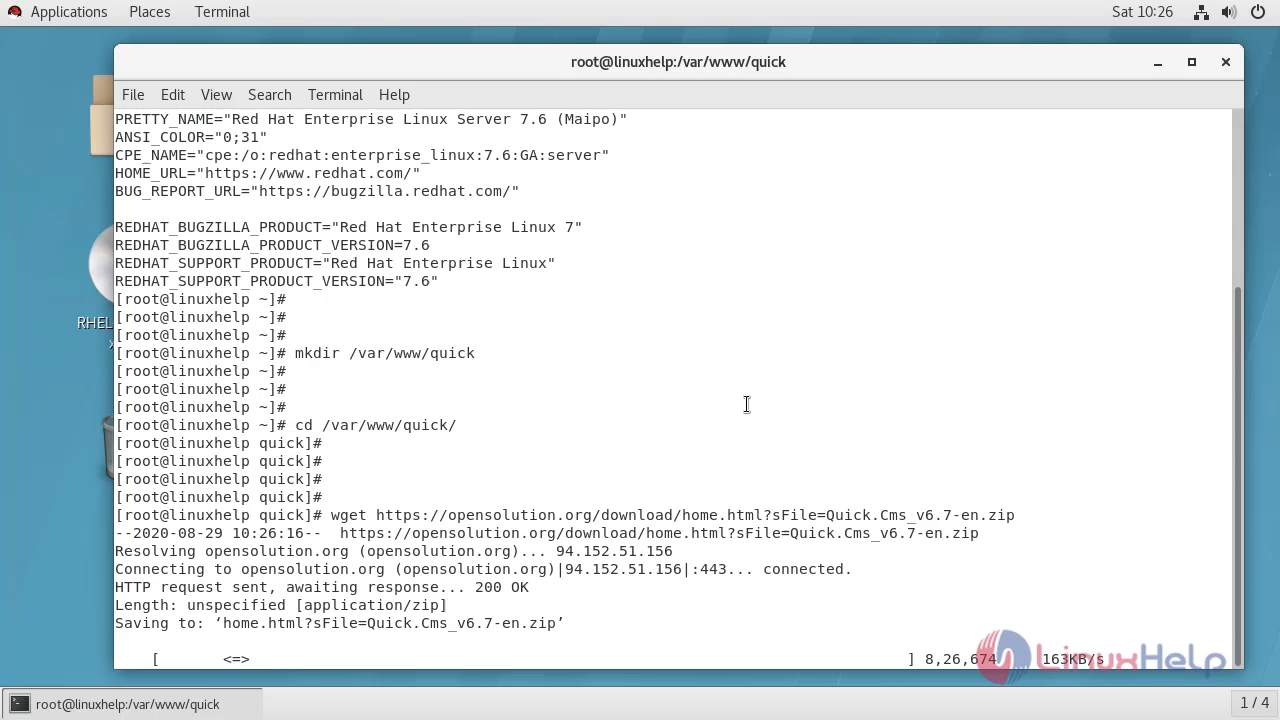 Applications Places Terminal Sat 10:26
root@linuxhelp:/var/www/quick
File Edit View Search Terminal Help
PRETTY_NAME="Red Hat Enterprise Linux Server 7.6 (Maipo)"
ANSI_COLOR="0;31"
CPE_NAME="cpe:/o:redhat:enterprise_linux:7.6:GA:server"
HOME_URL="https://www.redhat.com/"
BUG_REPORT_URL="https://bugzilla.redhat.com/"
REDHAT_BUGZILLA_PRODUCT="Red Hat Enterprise Linux 7"
REDHAT_BUGZILLA_PRODUCT_VERSION=7.6
REDHAT_SUPPORT_PRODUCT="Red Hat Enterprise Linux"
REDHAT_SUPPORT_PRODUCT_VERSION="7.6"
[root@linuxhelp ~]#
[root@linuxhelp ~]#
[root@linuxhelp ~]#
[root@linuxhelp ~]# mkdir /var/www/quick
[root@linuxhelp ~]#
[root@linuxhelp ~]#
[root@linuxhelp ~]#
[root@linuxhelp ~]# cd /var/www/quick/
[root@linuxhelp quick]#
[root@linuxhelp quick]#
[root@linuxhelp quick]#
[root@linuxhelp quick]#
[root@linuxhelp quick]# wget https://opensolution.org/download/home.html?sFile=Quick.Cms_v6.7-en.zip
--2020-08-29 10:26:16--  https://opensolution.org/download/home.html?sFile=Quick.Cms_v6.7-en.zip
Resolving opensolution.org (opensolution.org)... 94.152.51.156
Connecting to opensolution.org (opensolution.org)|94.152.51.156|:443... connected.
HTTP request sent, awaiting response... 200 OK
Length: unspecified [application/zip]
Saving to: ‘home.html?sFile=Quick.Cms_v6.7-en.zip’
[ <=> ] 8,26,674 163KB/s
LinuxHelp
RHEL
root@linuxhelp:/var/www/quick 1 / 4